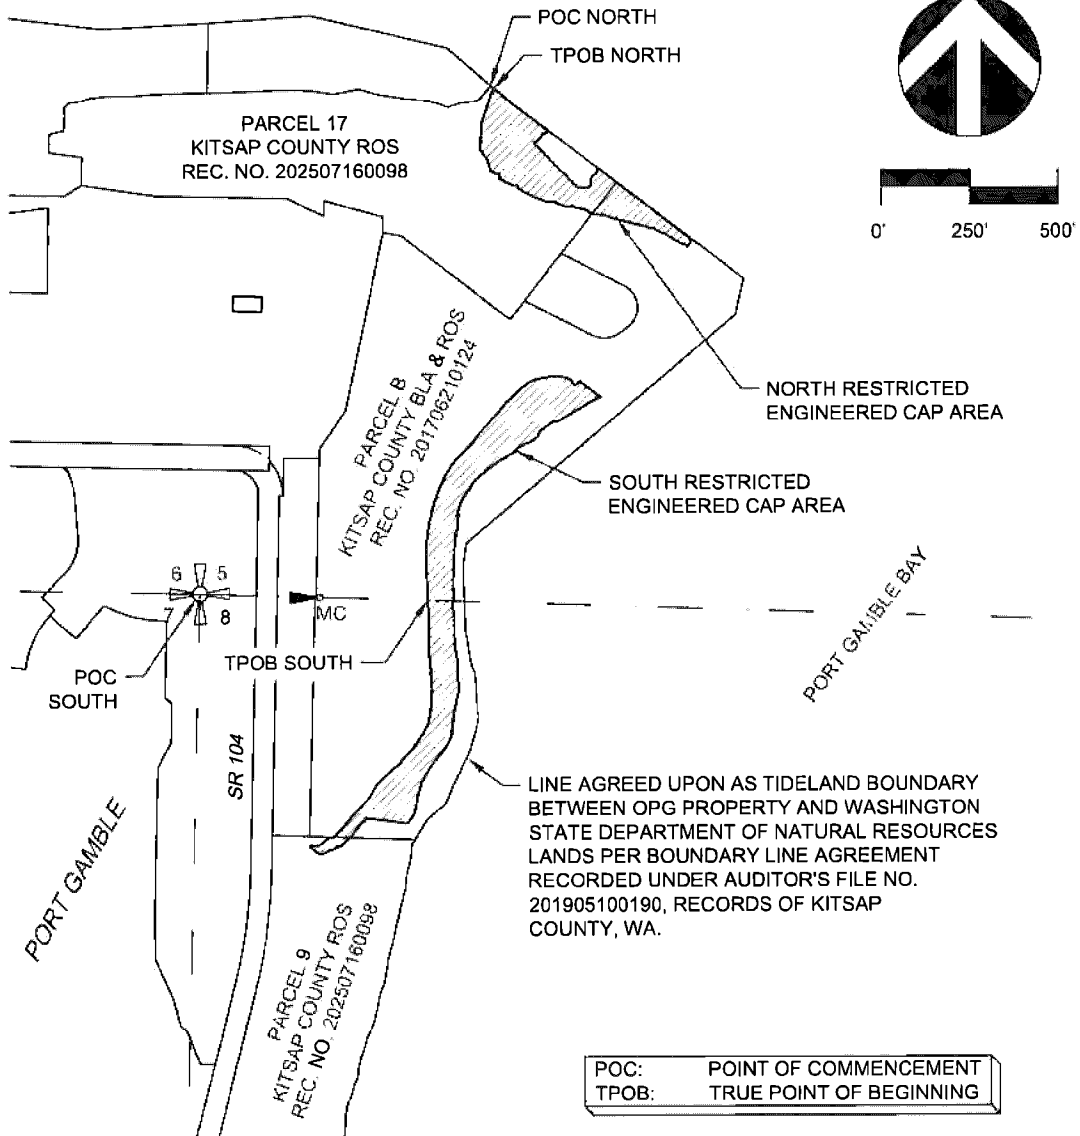 POC NORTH
TPOB NORTH
PARCEL 17
KITSAP COUNTY ROS
REC. NO. 202507160098
0' 250' 500'
PARCEL B
KITSAP COUNTY BLA & ROS
REC. NO. 201706210124
NORTH RESTRICTED
ENGINEERED CAP AREA
SOUTH RESTRICTED
ENGINEERED CAP AREA
6 5
7 8
MC
POC
SOUTH
TPOB SOUTH
PORT GAMBLE BAY
SR 104
PORT GAMBLE
LINE AGREED UPON AS TIDELAND BOUNDARY
BETWEEN OPG PROPERTY AND WASHINGTON
STATE DEPARTMENT OF NATURAL RESOURCES
LANDS PER BOUNDARY LINE AGREEMENT
RECORDED UNDER AUDITOR'S FILE NO.
201905100190, RECORDS OF KITSAP
COUNTY, WA.
PARCEL 9
KITSAP COUNTY ROS
REC. NO. 202507160098
POC: POINT OF COMMENCEMENT
TPOB: TRUE POINT OF BEGINNING